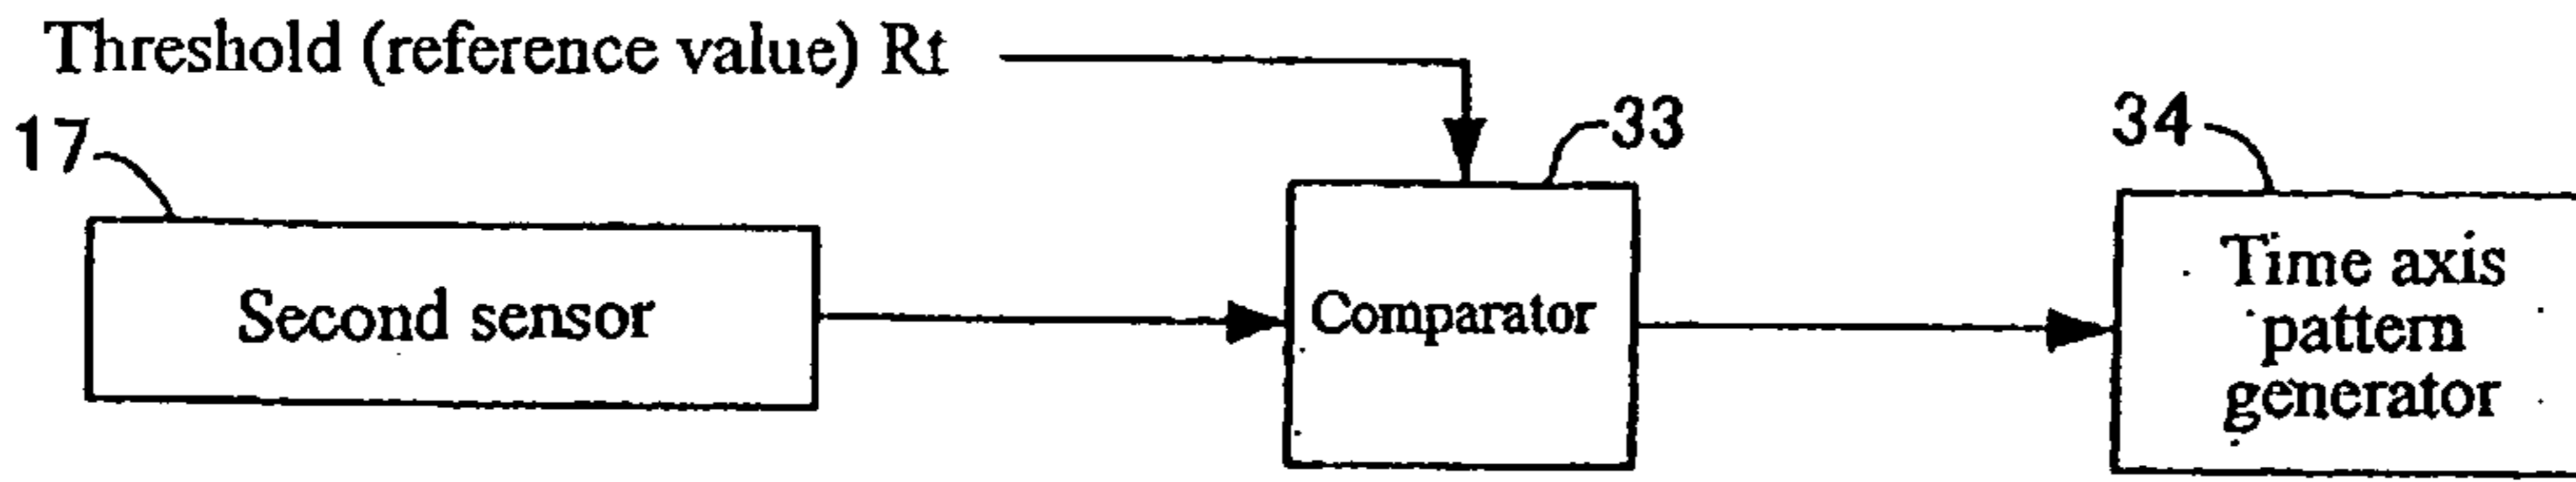 Threshold (reference value) Rt
17
33
34
Second sensor
Comparator
Time axis
pattern
generator